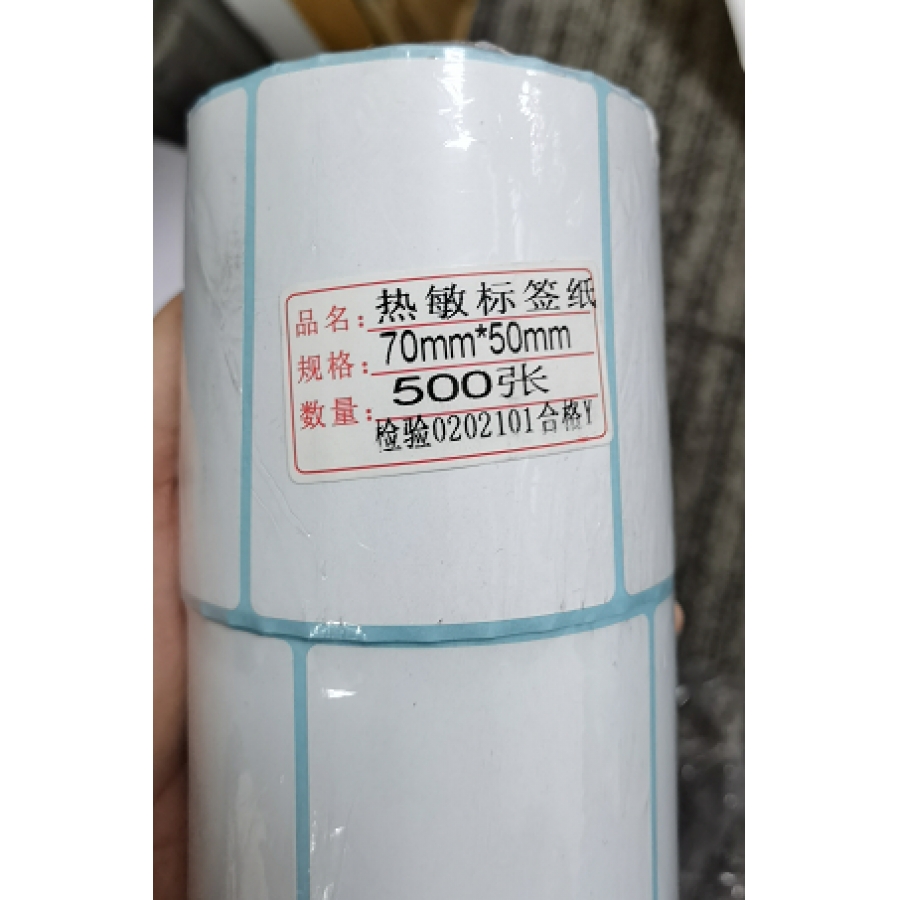 品名: 热敏标签纸
规格: 70mm*50mm
数量: 500张
检验0202101合格Y